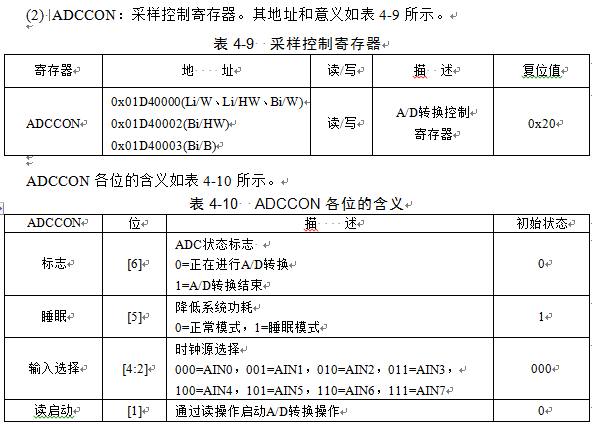 (2) ADCCON：采样控制寄存器。其地址和意义如表 4-9 所示。
表 4-9 采样控制寄存器
寄存器 地 址 读/写 描 述 复位值
ADCCON 0x01D40000(Li/W、Li/HW、Bi/W) 读/写 A/D转换控制 0x20
0x01D40002(Bi/HW) 寄存器
0x01D40003(Bi/B)
ADCCON 各位的含义如表 4-10 所示。
表 4-10 ADCCON 各位的含义
ADCCON 位 描 述 初始状态
标志 [6] ADC状态标志 0
0=正在进行A/D转换
1=A/D转换结束
睡眠 [5] 降低系统功耗 1
0=正常模式，1=睡眠模式
输入选择 [4:2] 时钟源选择 000
000=AIN0，001=AIN1，010=AIN2，011=AIN3，
100=AIN4，101=AIN5，110=AIN6，111=AIN7
读启动 [1] 通过读操作启动A/D转换操作 0